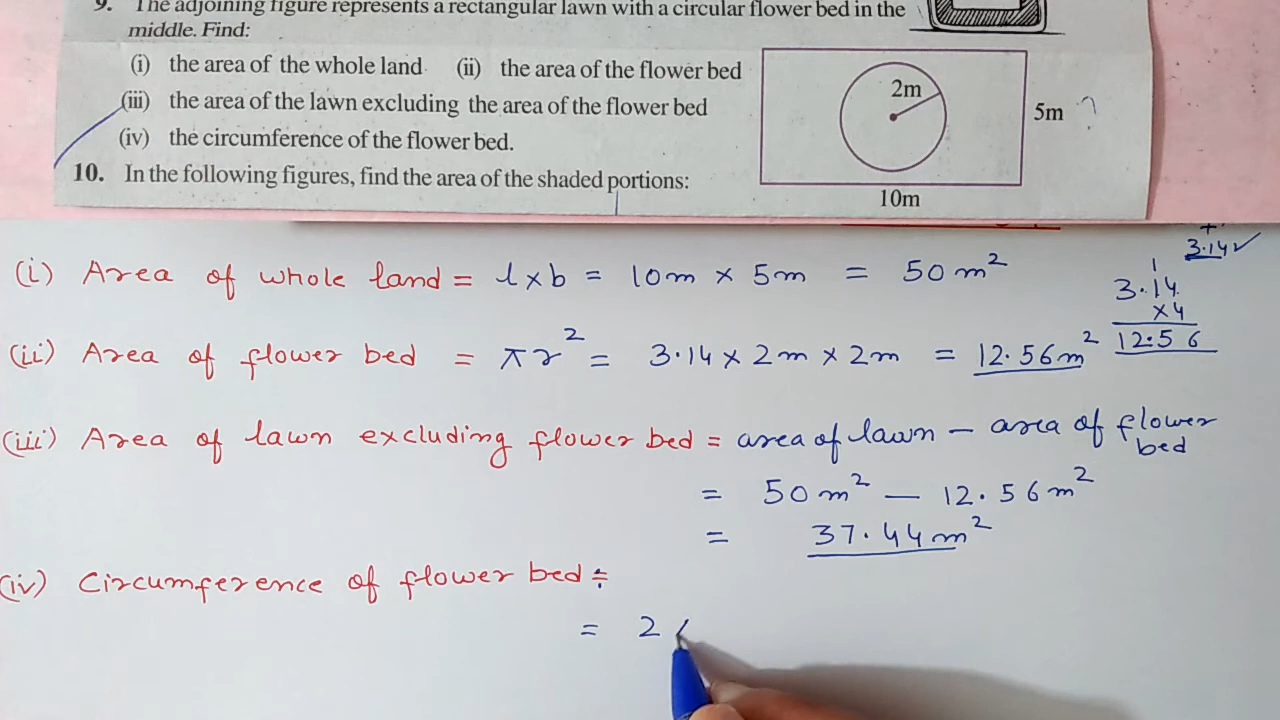 9. The adjoining figure represents a rectangular lawn with a circular flower bed in the
middle. Find:
(i) the area of the whole land (ii) the area of the flower bed
(iii) the area of the lawn excluding the area of the flower bed
(iv) the circumference of the flower bed.
10. In the following figures, find the area of the shaded portions:
2m
5m ?
10m
(i) Area of whole land = l × b = 10m × 5m = 50 m²
3.14 ✓
3.14
×4
12.56
(ii) Area of flower bed = πr² = 3.14 × 2m × 2m = 12.56m²
(iii) Area of lawn excluding flower bed = area of lawn – area of flower
bed
= 50 m² – 12.56 m²
= 37.44 m²
(iv) Circumference of flower bed ÷
= 2